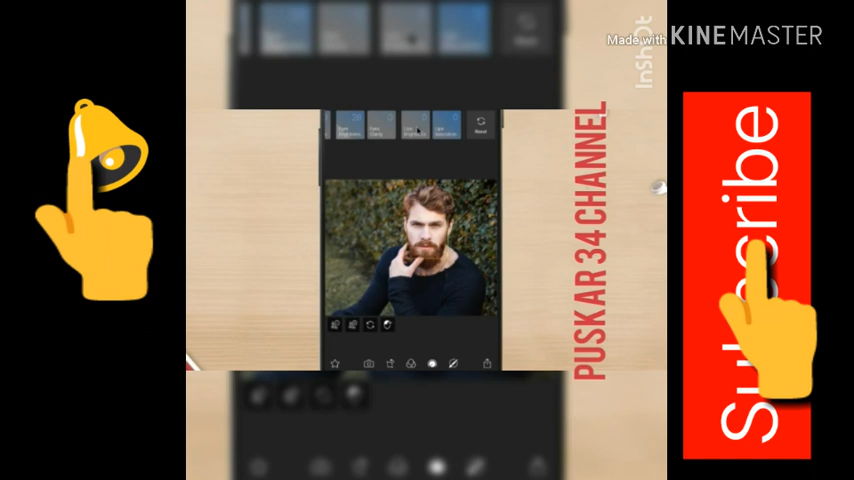 Made with KINEMASTER
InShOt
PUSKAR 34 CHANNEL
Subscribe
Reset